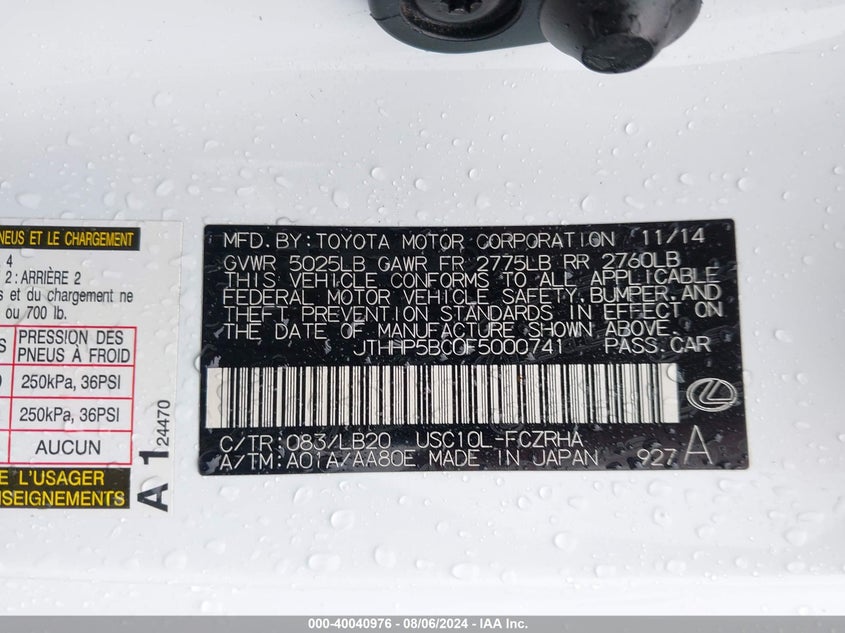 NEUS ET LE CHARGEMENT
4
2 : ARRIÈRE 2
s et du chargement ne
ou 700 lb.
S PRESSION DES
PNEUS À FROID
250kPa, 36PSI
250kPa, 36PSI
AUCUN
E L'USAGER
NSEIGNEMENTS
A 1 24470
MFD. BY: TOYOTA MOTOR CORPORATION 11/14
GVWR 5025LB GAWR FR 2775LB RR 2760LB
THIS VEHICLE CONFORMS TO ALL APPLICABLE
FEDERAL MOTOR VEHICLE SAFETY, BUMPER, AND
THEFT PREVENTION STANDARDS IN EFFECT ON
THE DATE OF MANUFACTURE SHOWN ABOVE.
JTHHP5BC0F5000741 PASS. CAR
C/TR: 083/LB20 USC10L-FCZRHA
A/TM: A01A/AA80E MADE IN JAPAN 927 A
000-40040976 - 08/06/2024 - IAA Inc.